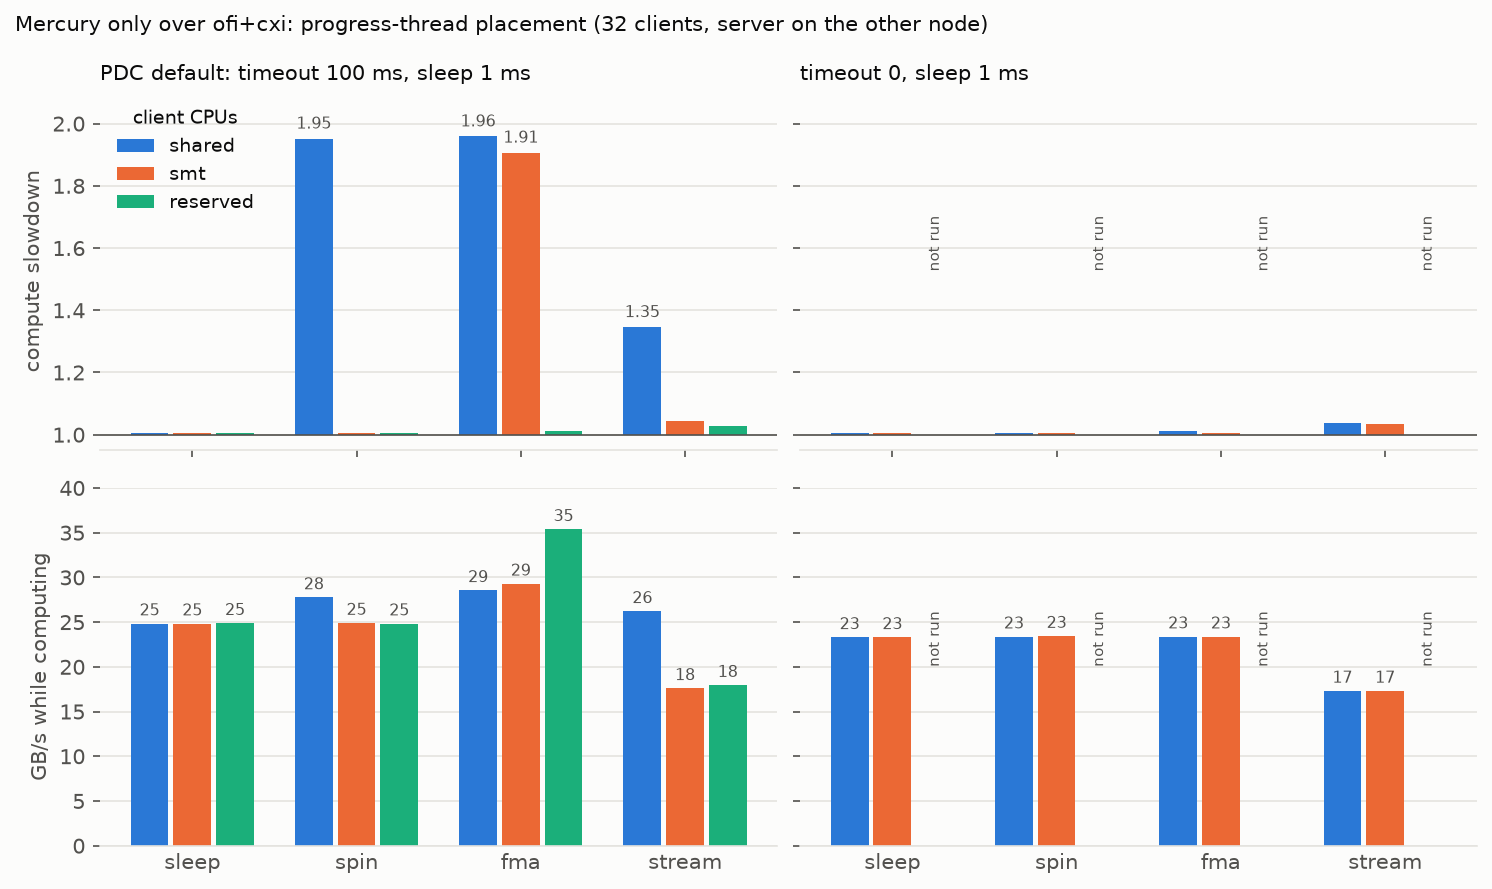 Mercury only over ofi+cxi: progress-thread placement (32 clients, server on the other node)
PDC default: timeout 100 ms, sleep 1 ms
timeout 0, sleep 1 ms
compute slowdown
2.0
1.8
1.6
1.4
1.2
1.0
client CPUs
shared
smt
reserved
1.95
1.96
1.91
1.35
not run
not run
not run
not run
GB/s while computing
40
35
30
25
20
15
10
5
0
25
25
25
28
25
25
29
29
35
26
18
18
23
23
not run
23
23
not run
23
23
not run
17
17
not run
sleep
spin
fma
stream
sleep
spin
fma
stream